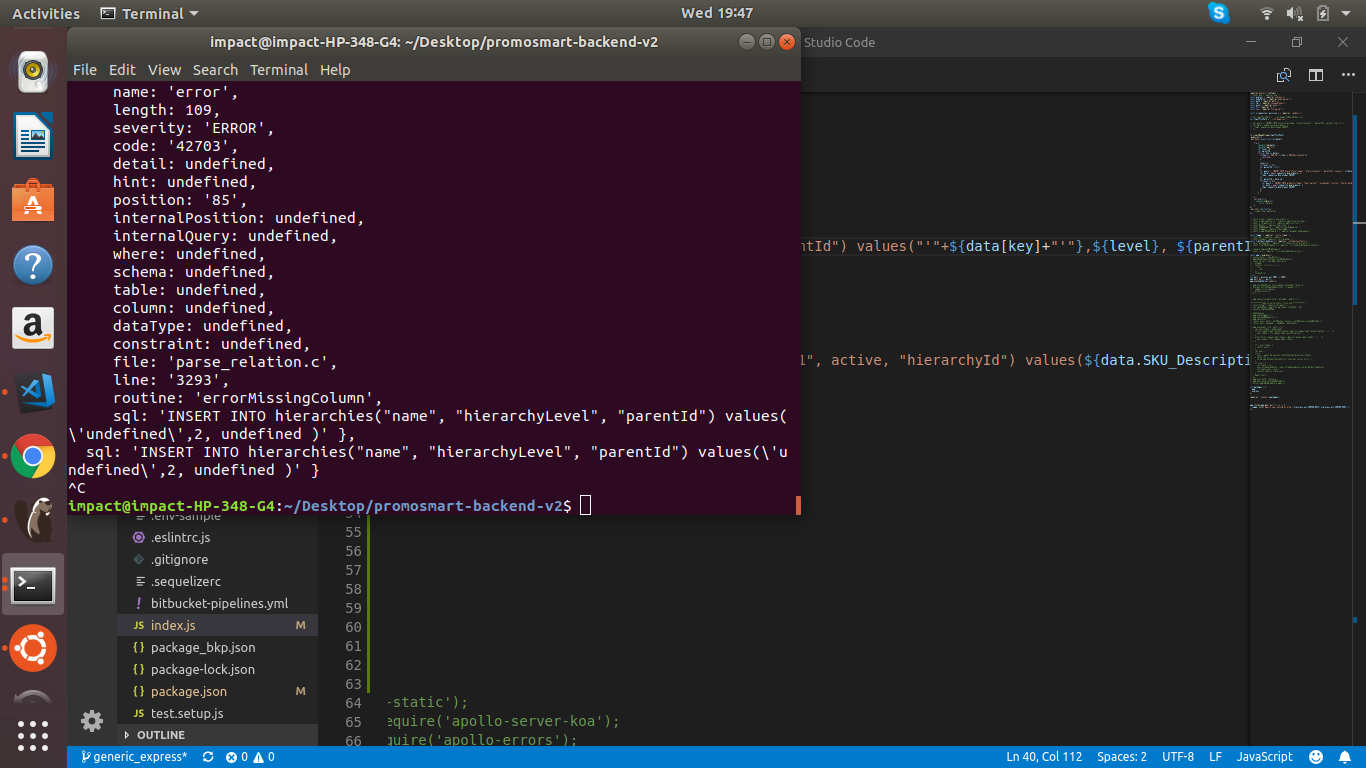 Activities Terminal Wed 19:47
impact@impact-HP-348-G4: ~/Desktop/promosmart-backend-v2
Studio Code
File Edit View Search Terminal Help
name: 'error',
length: 109,
severity: 'ERROR',
code: '42703',
detail: undefined,
hint: undefined,
position: '85',
internalPosition: undefined,
internalQuery: undefined,
where: undefined,
schema: undefined,
table: undefined,
column: undefined,
dataType: undefined,
constraint: undefined,
file: 'parse_relation.c',
line: '3293',
routine: 'errorMissingColumn',
sql: 'INSERT INTO hierarchies("name", "hierarchyLevel", "parentId") values(
\'undefined\',2, undefined )' },
sql: 'INSERT INTO hierarchies("name", "hierarchyLevel", "parentId") values(\'u
ndefined\',2, undefined )' }
^C
impact@impact-HP-348-G4:~/Desktop/promosmart-backend-v2$
ntId") values("'"+${data[key]+"'"},${level}, ${parentI
l", active, "hierarchyId") values(${data.SKU_Descripti
.env-sample
.eslintrc.js
.gitignore
.sequelizerc
bitbucket-pipelines.yml
JS index.js M
{ } package_bkp.json
{ } package-lock.json
{ } package.json M
JS test.setup.js
OUTLINE
54
55
56
57
58
59
60
61
62
63
64 -static');
65 equire('apollo-server-koa');
66 quire('apollo-errors');
generic_express* 0 0 Ln 40, Col 112 Spaces: 2 UTF-8 LF JavaScript